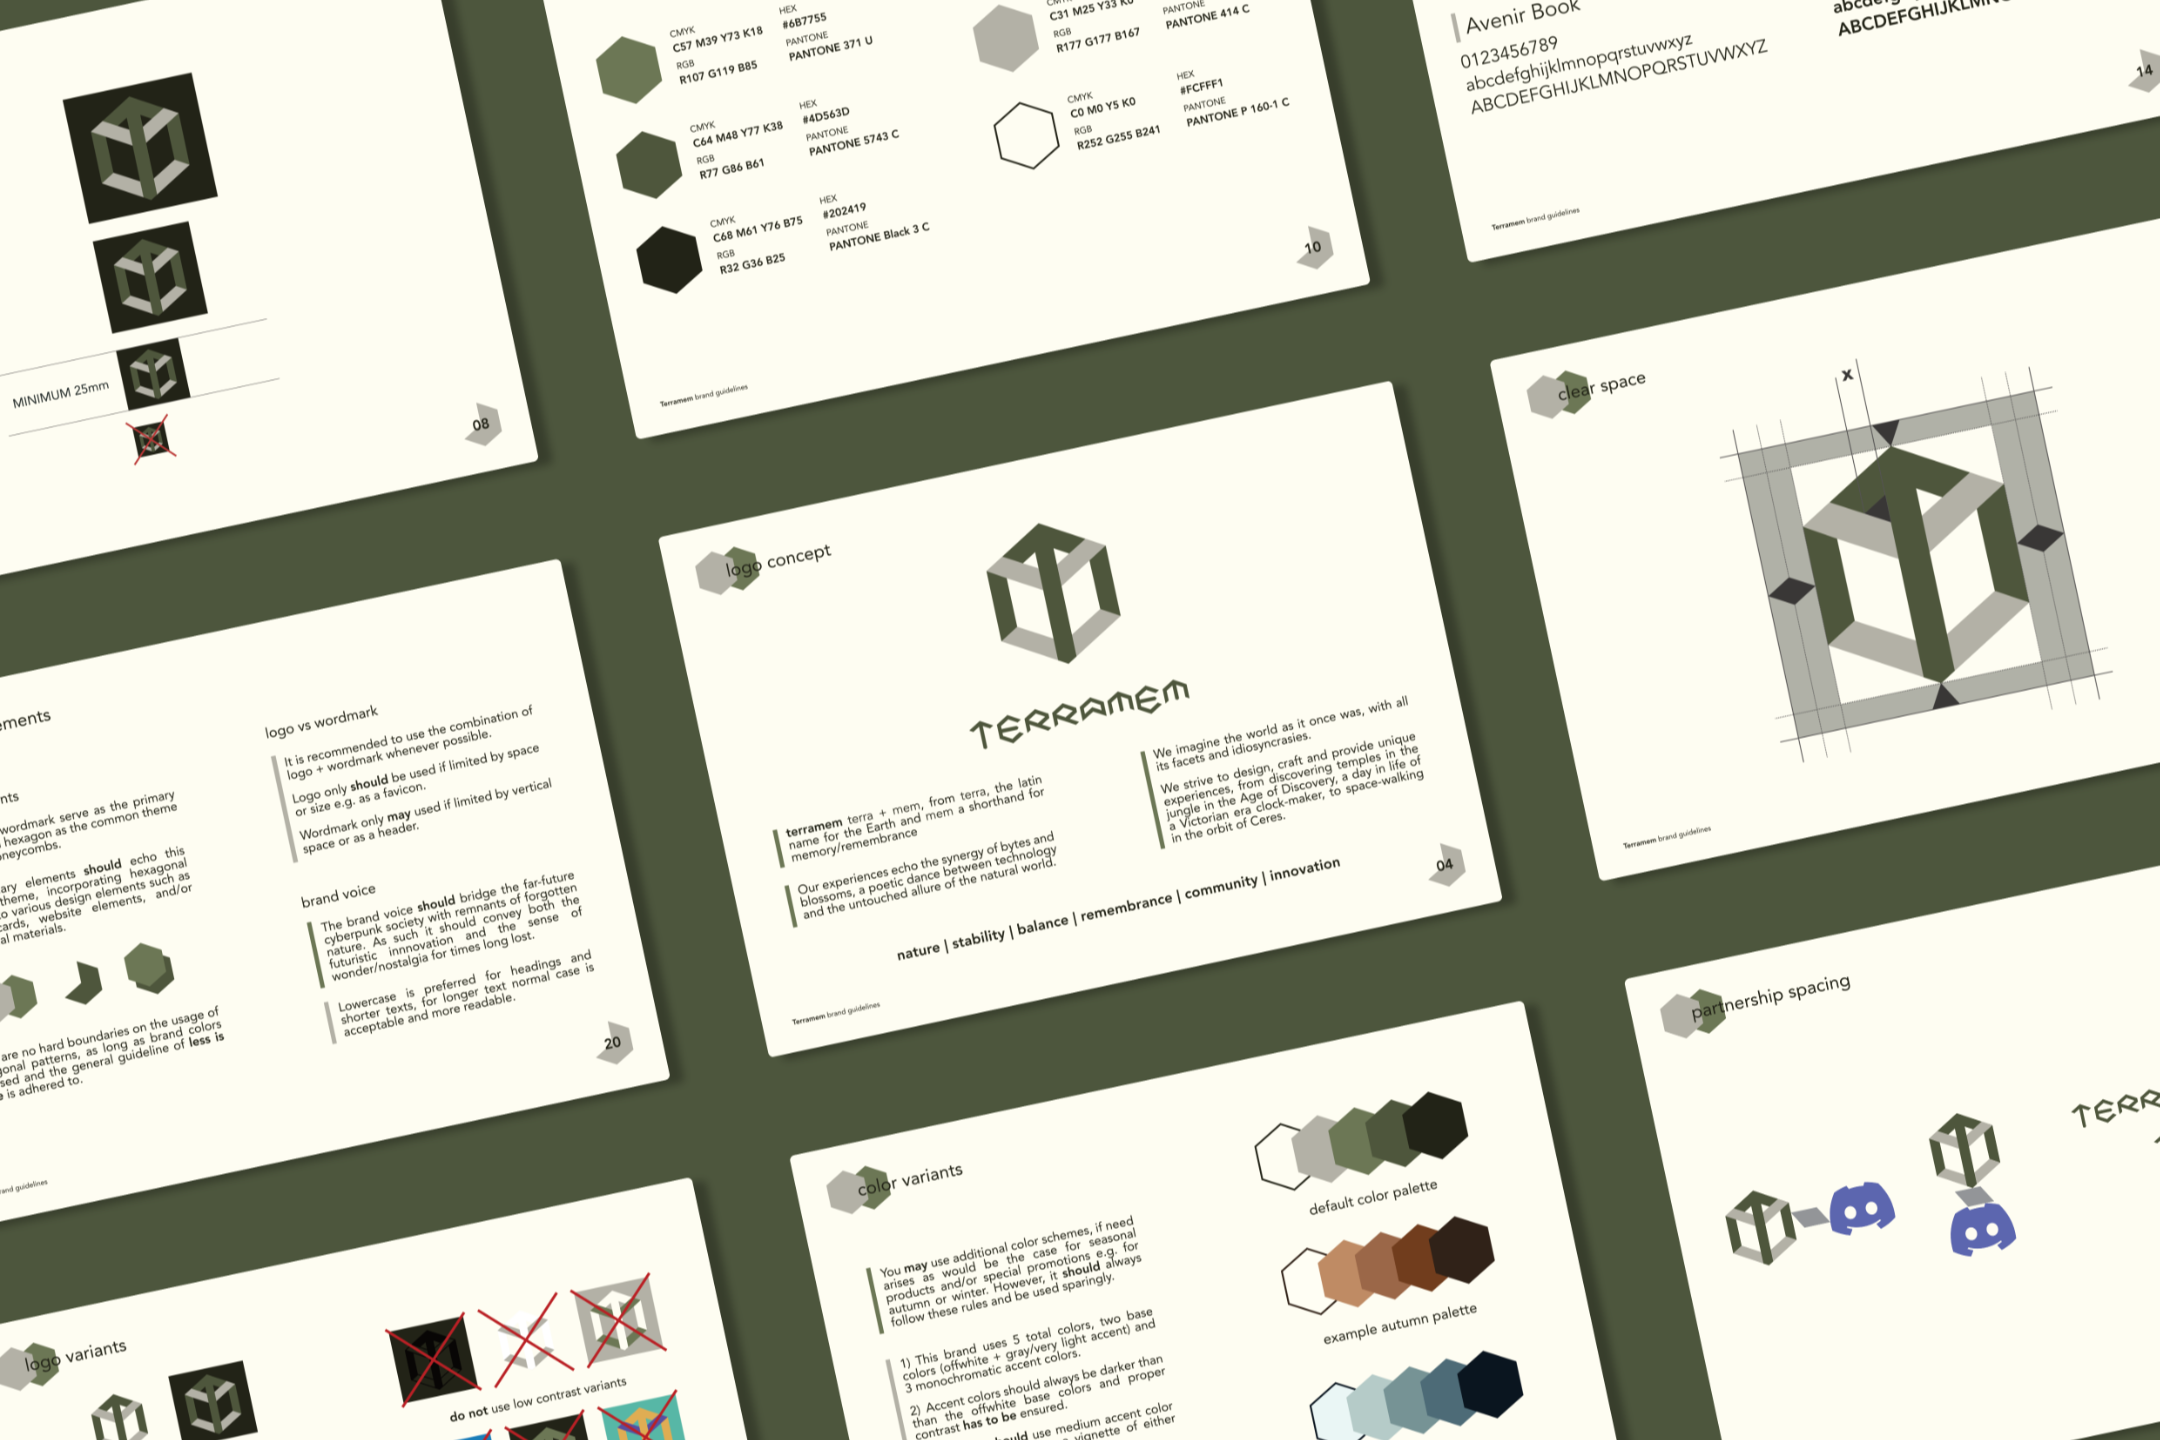 MINIMUM 25mm
08
CMYK
C57 M39 Y73 K18
RGB
R107 G119 B85
HEX
#6B7755
PANTONE
PANTONE 371 U
CMYK
C64 M48 Y77 K38
RGB
R77 G86 B61
HEX
#4D563D
PANTONE
PANTONE 5743 C
CMYK
C68 M61 Y76 B75
RGB
R32 G36 B25
HEX
#202419
PANTONE
PANTONE Black 3 C
C31 M25 Y33 K0
RGB
R177 G177 B167
PANTONE
PANTONE 414 C
CMYK
C0 M0 Y5 K0
RGB
R252 G255 B241
HEX
#FCFFF1
PANTONE
PANTONE P 160-1 C
Terramem brand guidelines
10
Avenir Book
0123456789
abcdefghijklmnopqrstuvwxyz
ABCDEFGHIJKLMNOPQRSTUVWXYZ
Terramem brand guidelines
14
wordmark serve as the primary
hexagon as the common theme
elements should echo this
theme, incorporating hexagonal
various design elements such as
cards, website elements, and/or
materials.
are no hard boundaries on the usage of
patterns, as long as brand colors
and the general guideline of less is
is adhered to.
brand guidelines
logo vs wordmark
It is recommended to use the combination of
logo + wordmark whenever possible.
Logo only should be used if limited by space
or size e.g. as a favicon.
Wordmark only may used if limited by vertical
space or as a header.
brand voice
The brand voice should bridge the far-future
cyberpunk society with remnants of forgotten
nature. As such it should convey both the
futuristic innnovation and the sense of
wonder/nostalgia for times long lost.
Lowercase is preferred for headings and
shorter texts, for longer text normal case is
acceptable and more readable.
20
logo concept
TERRAMEM
terramem terra + mem, from terra, the latin
name for the Earth and mem a shorthand for
memory/remembrance
Our experiences echo the synergy of bytes and
blossoms, a poetic dance between technology
and the untouched allure of the natural world.
We imagine the world as it once was, with all
its facets and idiosyncrasies.
We strive to design, craft and provide unique
experiences, from discovering temples in the
jungle in the Age of Discovery, a day in life of
a Victorian era clock-maker, to space-walking
in the orbit of Ceres.
nature | stability | balance | remembrance | community | innovation
Terramem brand guidelines
04
clear space
x
Terramem brand guidelines
logo variants
do not use low contrast variants
color variants
You may use additional color schemes, if need
arises as would be the case for seasonal
products and/or special promotions e.g. for
autumn or winter. However, it should always
follow these rules and be used sparingly.
1) This brand uses 5 total colors, two base
colors (offwhite + gray/very light accent) and
3 monochromatic accent colors.
2) Accent colors should always be darker than
than the offwhite base colors and proper
contrast has to be ensured.
use medium accent color
vignette of either
default color palette
example autumn palette
partnership spacing